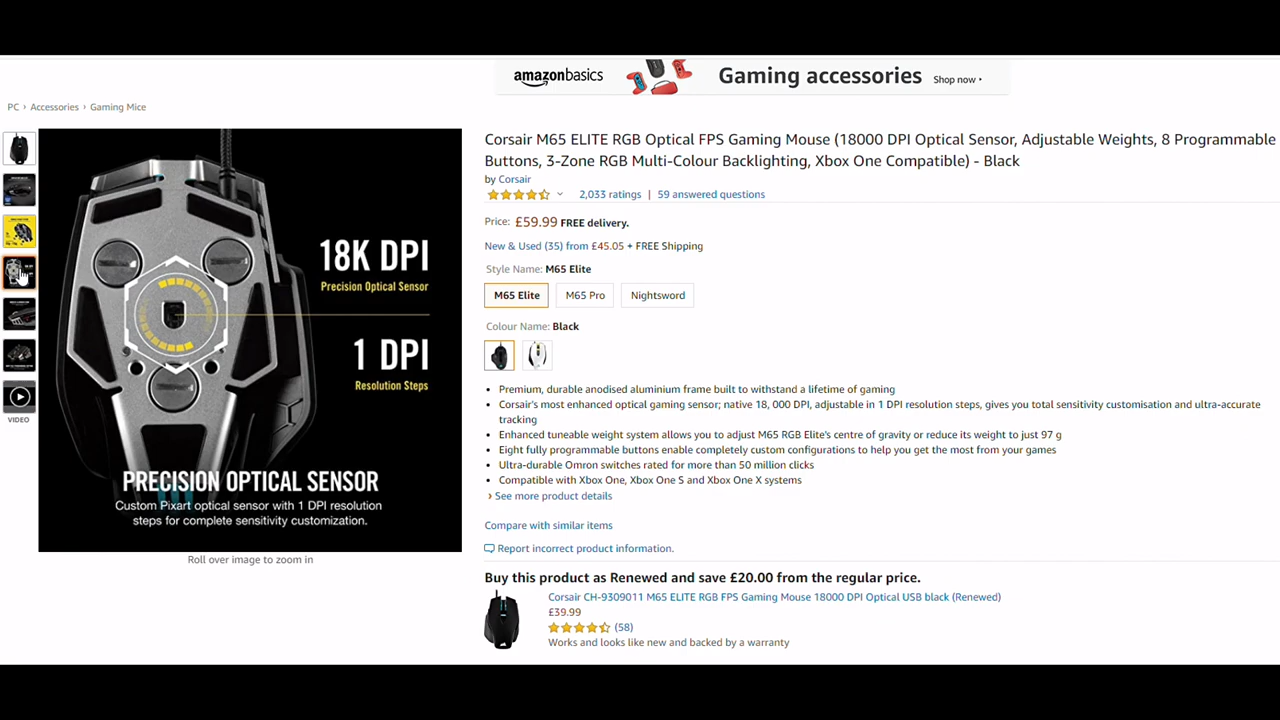 amazonbasics
Gaming accessories
Shop now ▸
PC › Accessories › Gaming Mice
Corsair M65 ELITE RGB Optical FPS Gaming Mouse (18000 DPI Optical Sensor, Adjustable Weights, 8 Programmable
Buttons, 3-Zone RGB Multi-Colour Backlighting, Xbox One Compatible) - Black
by Corsair
2,033 ratings | 59 answered questions
Price: £59.99 FREE delivery.
New & Used (35) from £45.05 + FREE Shipping
Style Name: M65 Elite
M65 Elite
M65 Pro
Nightsword
Colour Name: Black
• Premium, durable anodised aluminium frame built to withstand a lifetime of gaming
• Corsair's most enhanced optical gaming sensor; native 18, 000 DPI, adjustable in 1 DPI resolution steps, gives you total sensitivity customisation and ultra-accurate
tracking
• Enhanced tuneable weight system allows you to adjust M65 RGB Elite's centre of gravity or reduce its weight to just 97 g
• Eight fully programmable buttons enable completely custom configurations to help you get the most from your games
• Ultra-durable Omron switches rated for more than 50 million clicks
• Compatible with Xbox One, Xbox One S and Xbox One X systems
› See more product details
Compare with similar items
Report incorrect product information.
Buy this product as Renewed and save £20.00 from the regular price.
Corsair CH-9309011 M65 ELITE RGB FPS Gaming Mouse 18000 DPI Optical USB black (Renewed)
£39.99
(58)
Works and looks like new and backed by a warranty
18K DPI
Precision Optical Sensor
1 DPI
Resolution Steps
PRECISION OPTICAL SENSOR
Custom Pixart optical sensor with 1 DPI resolution
steps for complete sensitivity customization.
Roll over image to zoom in
VIDEO